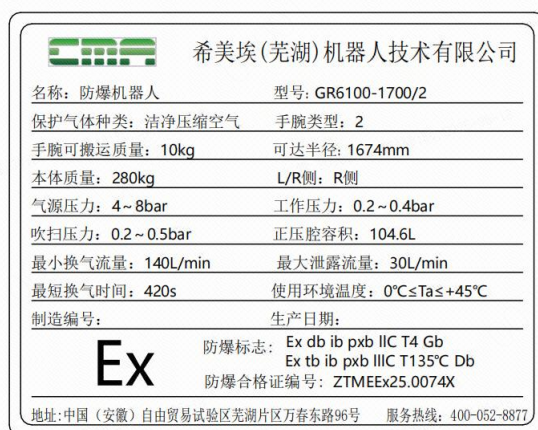 CMA 希美埃(芜湖)机器人技术有限公司
名称：防爆机器人 型号: GR6100-1700/2
保护气体种类：洁净压缩空气 手腕类型：2
手腕可搬运质量：10kg 可达半径: 1674mm
本体质量：280kg L/R侧：R侧
气源压力：4～8bar 工作压力：0.2～0.4bar
吹扫压力：0.2～0.5bar 正压腔容积：104.6L
最小换气流量：140L/min 最大泄露流量：30L/min
最短换气时间：420s 使用环境温度：0℃≤Ta≤+45℃
制造编号： 生产日期：
Ex
防爆标志： Ex db ib pxb llC T4 Gb
Ex tb ib pxb lllC T135℃ Db
防爆合格证编号：ZTMEEx25.0074X
地址:中国（安徽）自由贸易试验区芜湖片区万春东路96号 服务热线：400-052-8877